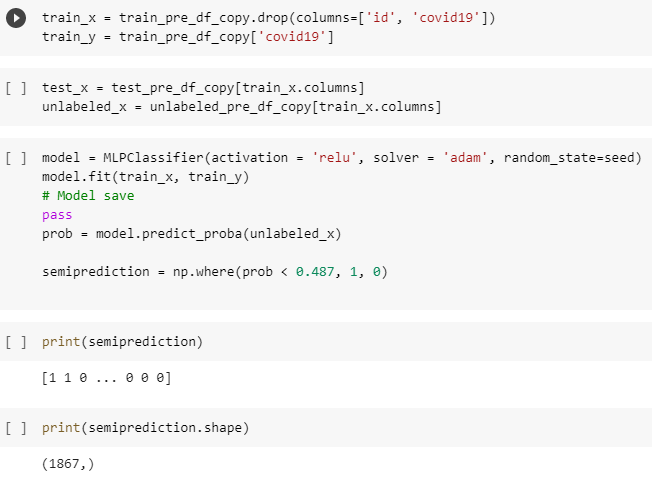 train_x = train_pre_df_copy.drop(columns=['id', 'covid19'])
train_y = train_pre_df_copy['covid19']
[ ] test_x = test_pre_df_copy[train_x.columns]
unlabeled_x = unlabeled_pre_df_copy[train_x.columns]
[ ] model = MLPClassifier(activation = 'relu', solver = 'adam', random_state=seed)
model.fit(train_x, train_y)
# Model save
pass
prob = model.predict_proba(unlabeled_x)
semiprediction = np.where(prob < 0.487, 1, 0)
[ ] print(semiprediction)
[1 1 0 ... 0 0 0]
[ ] print(semiprediction.shape)
(1867,)